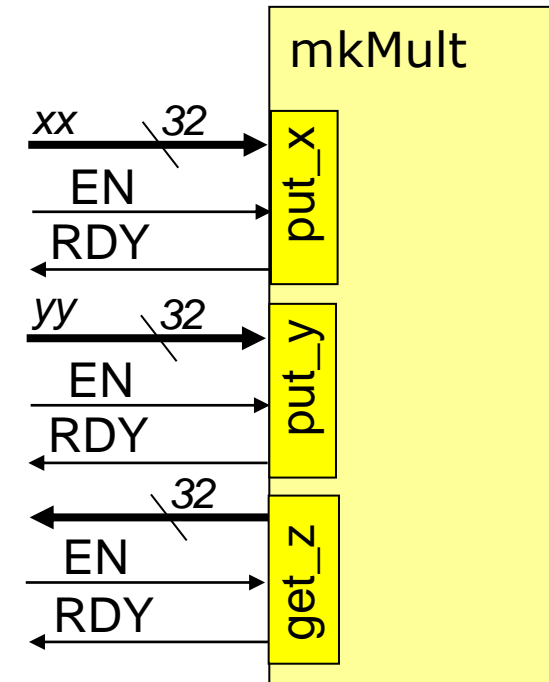 mkMult
xx 32
EN
RDY
put_x
yy 32
EN
RDY
put_y
32
EN
RDY
get_z